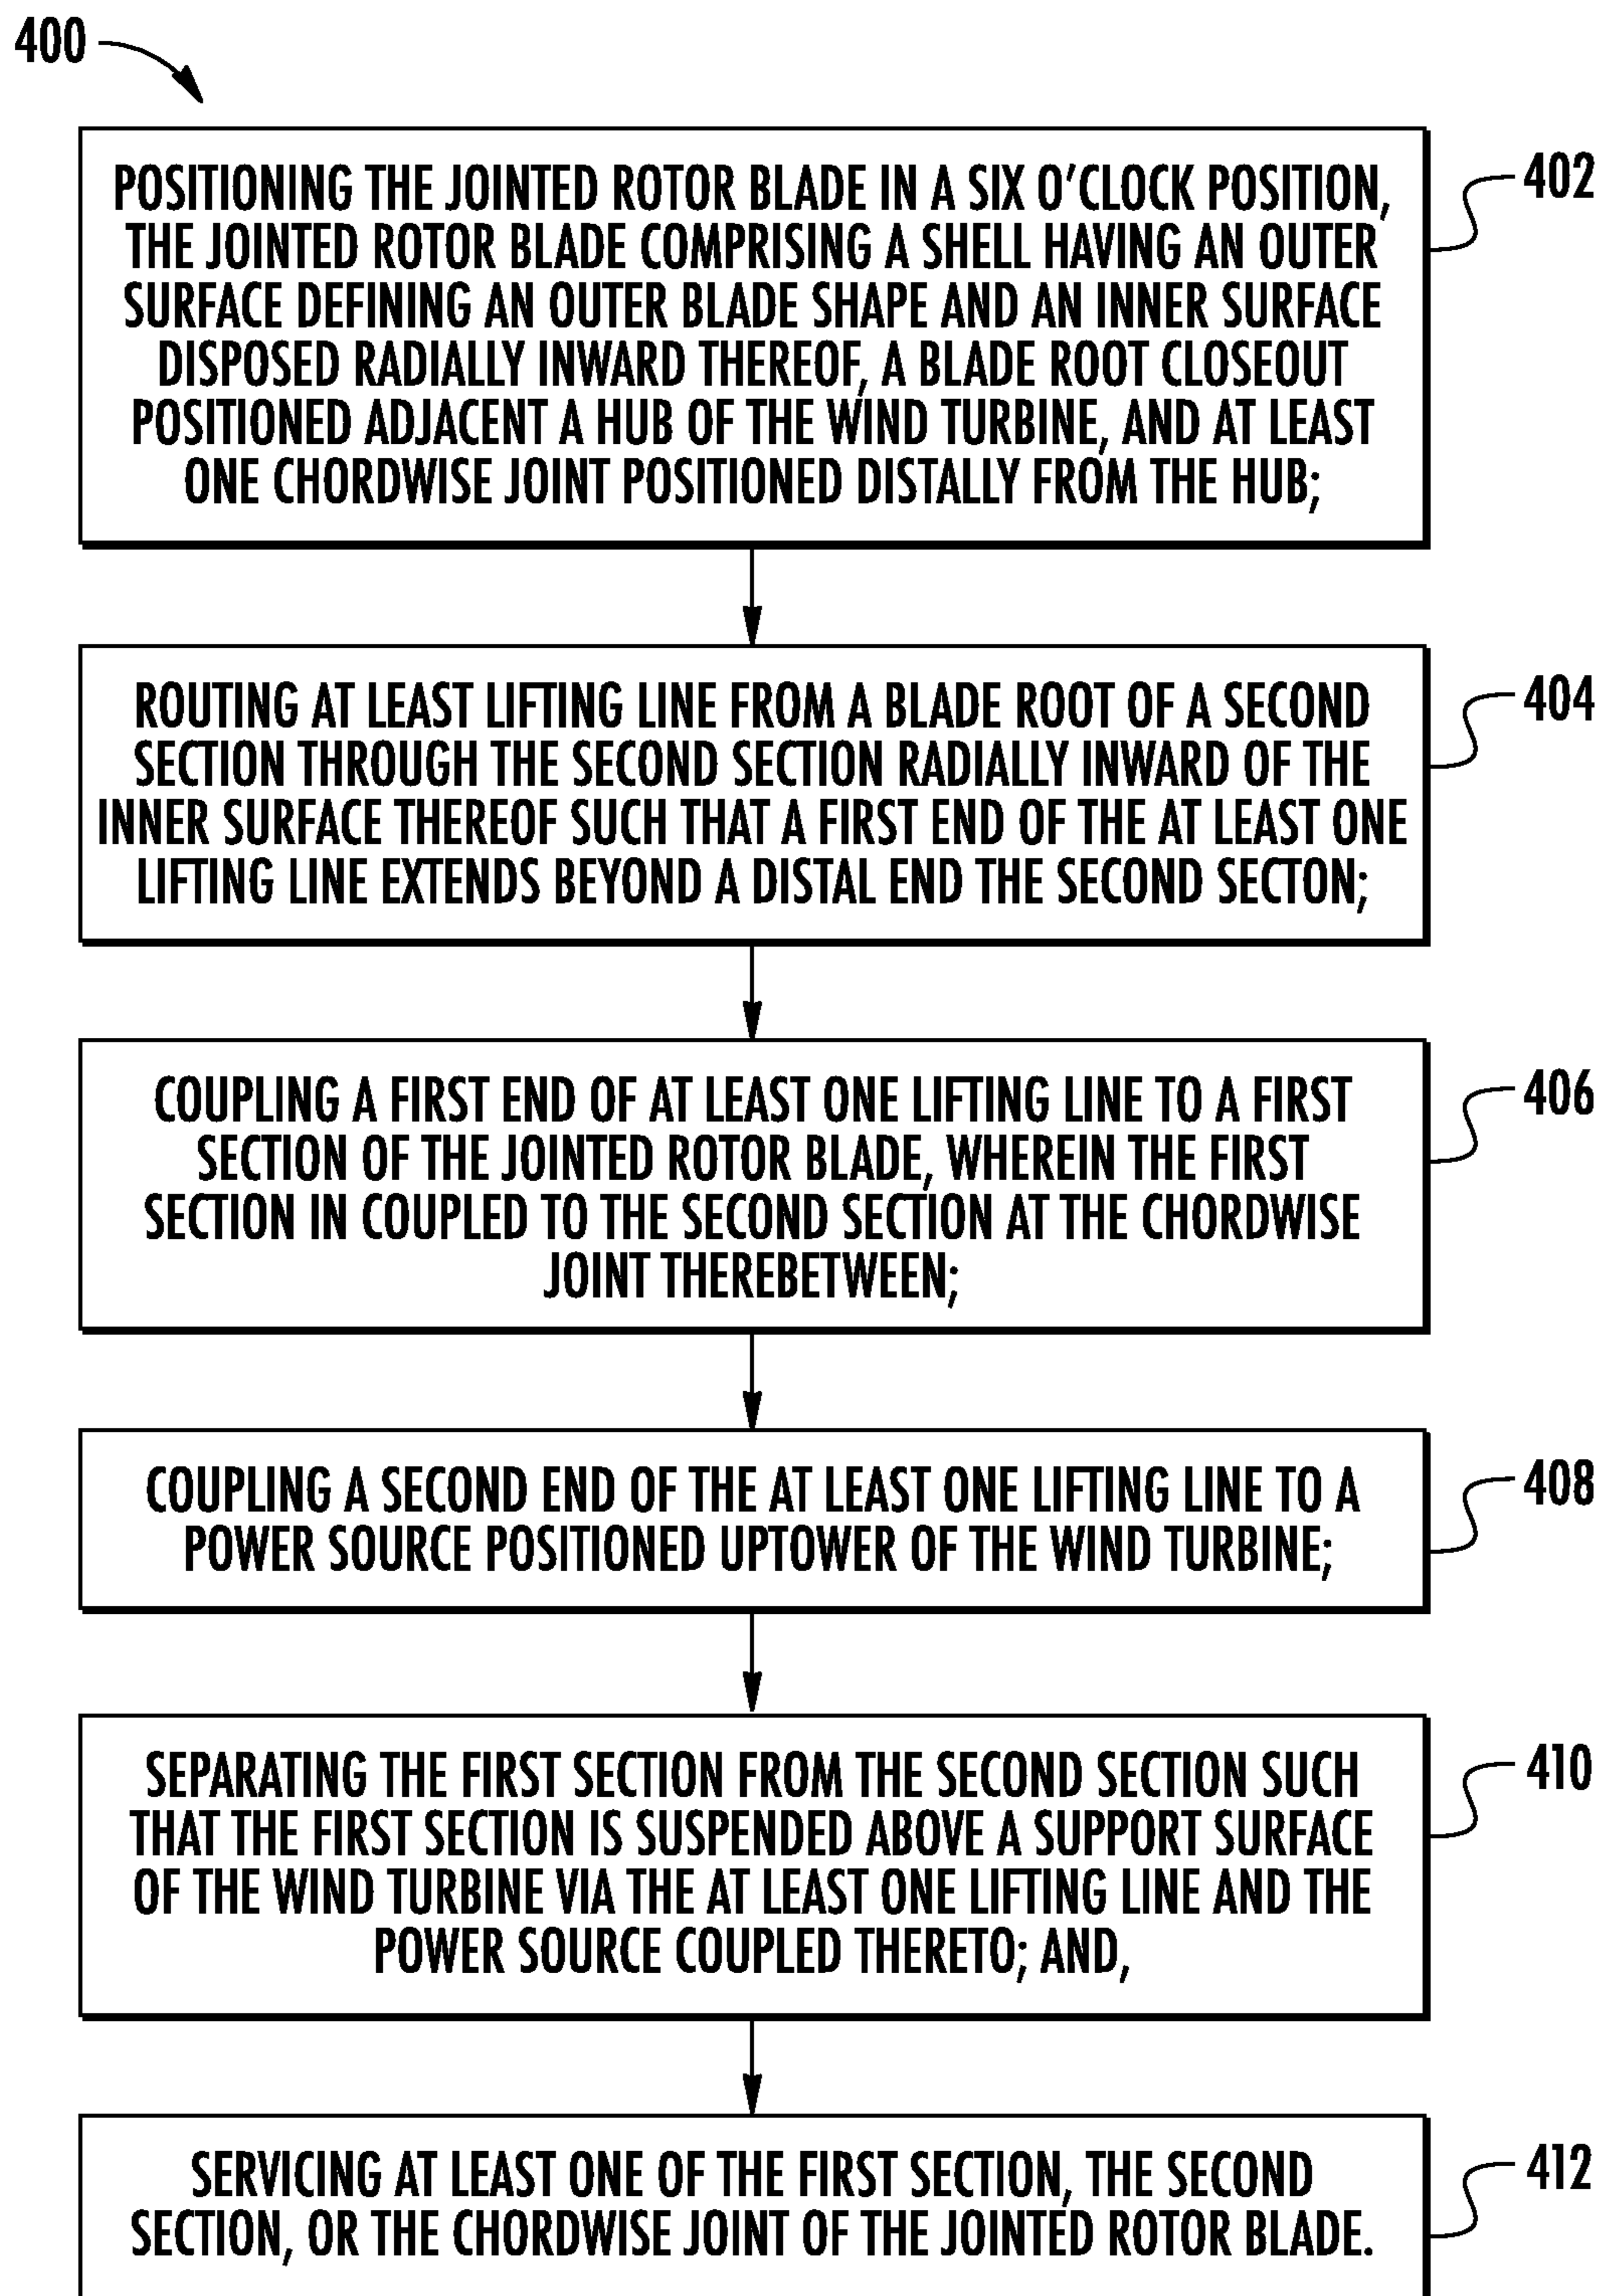 400
POSITIONING THE JOINTED ROTOR BLADE IN A SIX O'CLOCK POSITION,
THE JOINTED ROTOR BLADE COMPRISING A SHELL HAVING AN OUTER
SURFACE DEFINING AN OUTER BLADE SHAPE AND AN INNER SURFACE
DISPOSED RADIALLY INWARD THEREOF, A BLADE ROOT CLOSEOUT
POSITIONED ADJACENT A HUB OF THE WIND TURBINE, AND AT LEAST
ONE CHORDWISE JOINT POSITIONED DISTALLY FROM THE HUB;
402
ROUTING AT LEAST LIFTING LINE FROM A BLADE ROOT OF A SECOND
SECTION THROUGH THE SECOND SECTION RADIALLY INWARD OF THE
INNER SURFACE THEREOF SUCH THAT A FIRST END OF THE AT LEAST ONE
LIFTING LINE EXTENDS BEYOND A DISTAL END THE SECOND SECTON;
404
COUPLING A FIRST END OF AT LEAST ONE LIFTING LINE TO A FIRST
SECTION OF THE JOINTED ROTOR BLADE, WHEREIN THE FIRST
SECTION IN COUPLED TO THE SECOND SECTION AT THE CHORDWISE
JOINT THEREBETWEEN;
406
COUPLING A SECOND END OF THE AT LEAST ONE LIFTING LINE TO A
POWER SOURCE POSITIONED UPTOWER OF THE WIND TURBINE;
408
SEPARATING THE FIRST SECTION FROM THE SECOND SECTION SUCH
THAT THE FIRST SECTION IS SUSPENDED ABOVE A SUPPORT SURFACE
OF THE WIND TURBINE VIA THE AT LEAST ONE LIFTING LINE AND THE
POWER SOURCE COUPLED THERETO; AND,
410
SERVICING AT LEAST ONE OF THE FIRST SECTION, THE SECOND
SECTION, OR THE CHORDWISE JOINT OF THE JOINTED ROTOR BLADE.
412